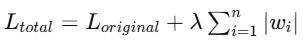 L_{total} = L_{original} + λ ∑_{i=1}^{n} |w_i|